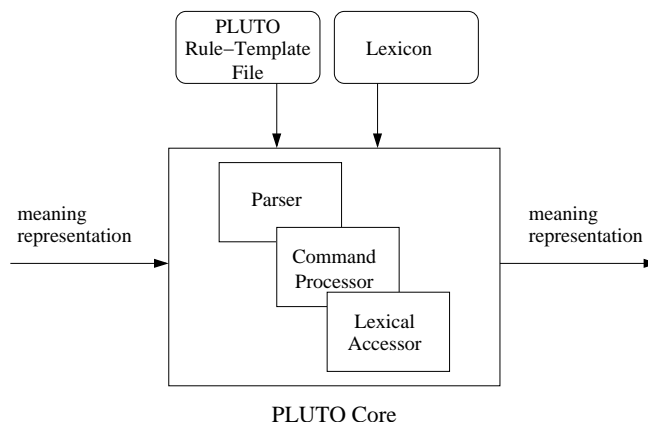 PLUTO
Rule−Template
File
Lexicon
meaning
representation
Parser
Command
Processor
Lexical
Accessor
meaning
representation
PLUTO Core